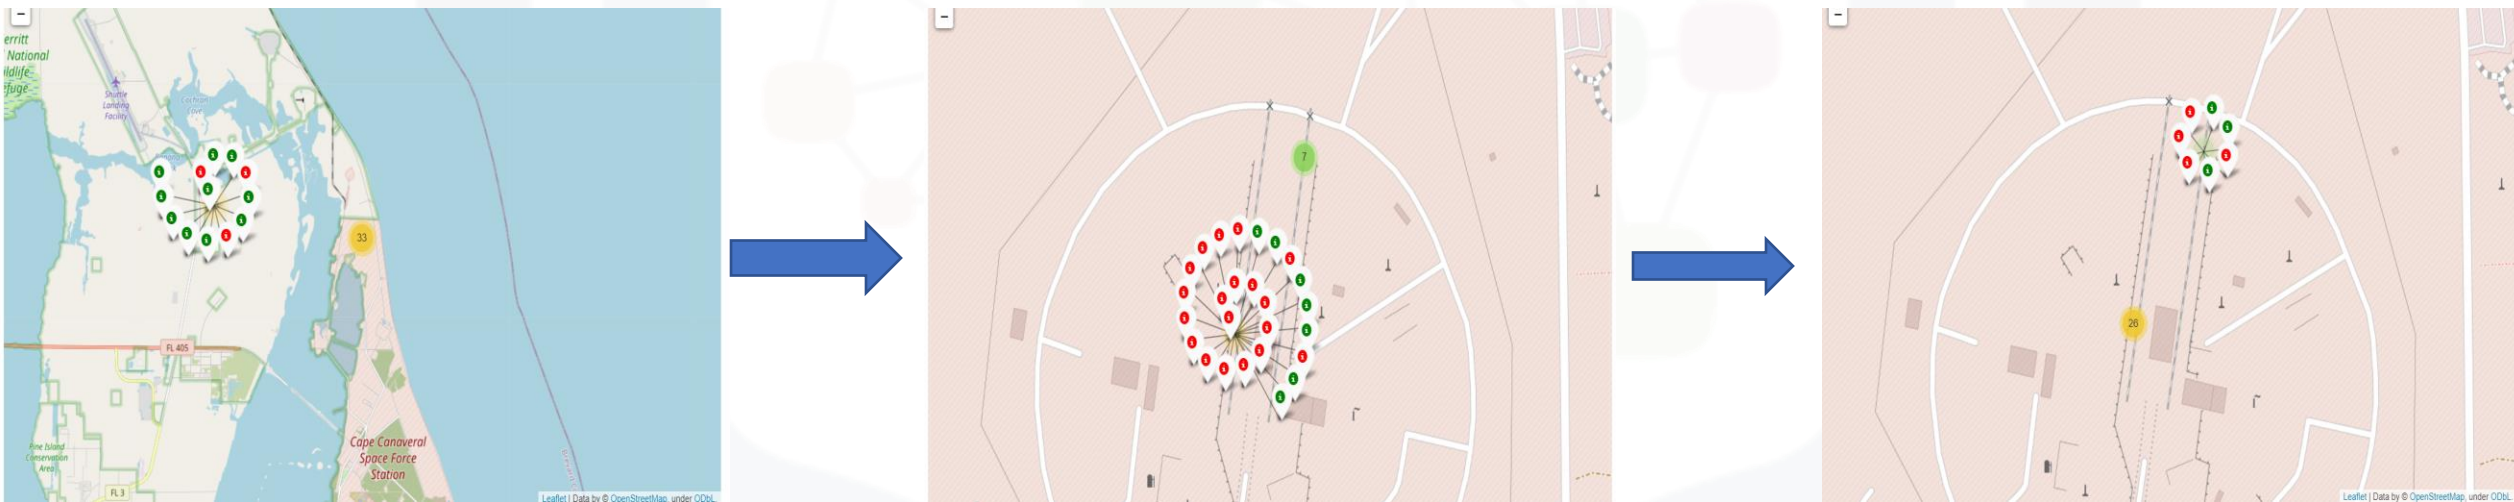 −
erritt
National
ildlife
efuge
Shuttle
Landing
Facility
33
FL 405
Pine Island
Conservation
Area
FL 3
Cape Canaveral
Space Force
Station
Leaflet | Data by © OpenStreetMap, under ODbL.
−
7
−
26
Leaflet | Data by © OpenStreetMap, under ODbL.